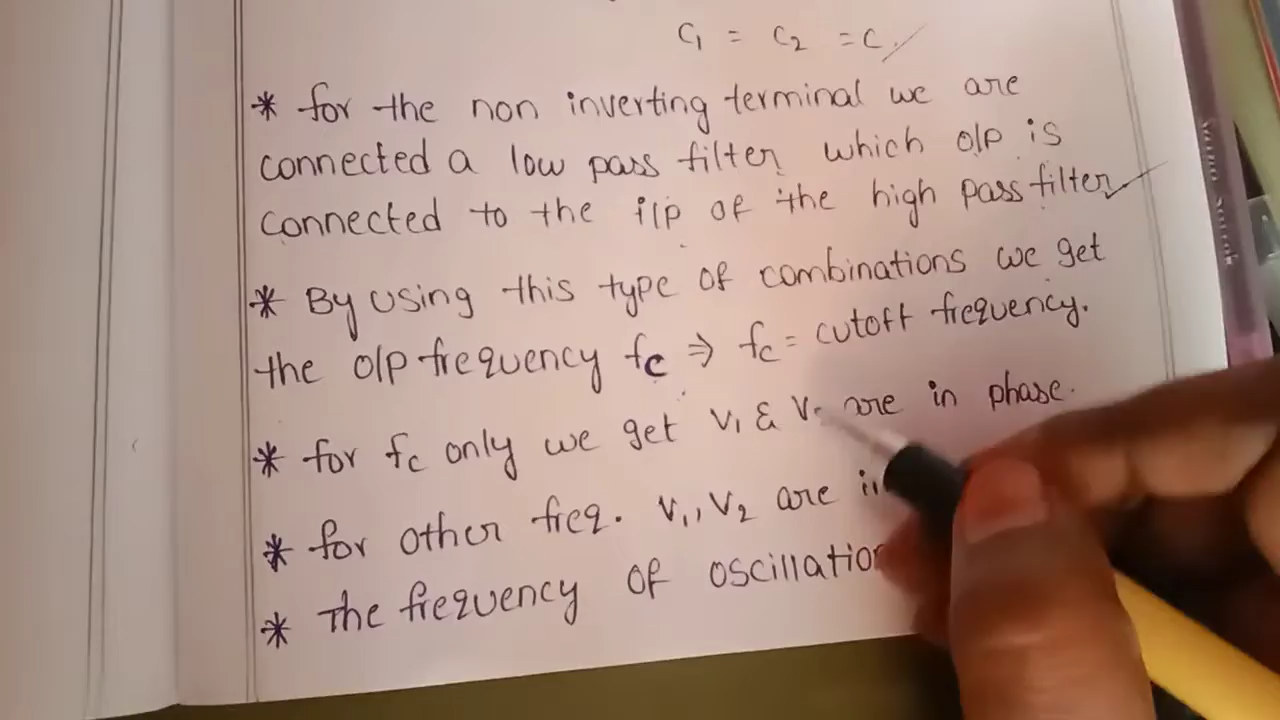 C₁ = C₂ = C
* for the non inverting terminal we are
connected a low pass filter which o/p is
connected to the i/p of the high pass filter
* By using this type of combinations we get
the o/p frequency fc ⇒ fc = cutoff frequency.
* for fc only we get V₁ & are in phase.
* for other freq. V₁, V₂ are
* The frequency of